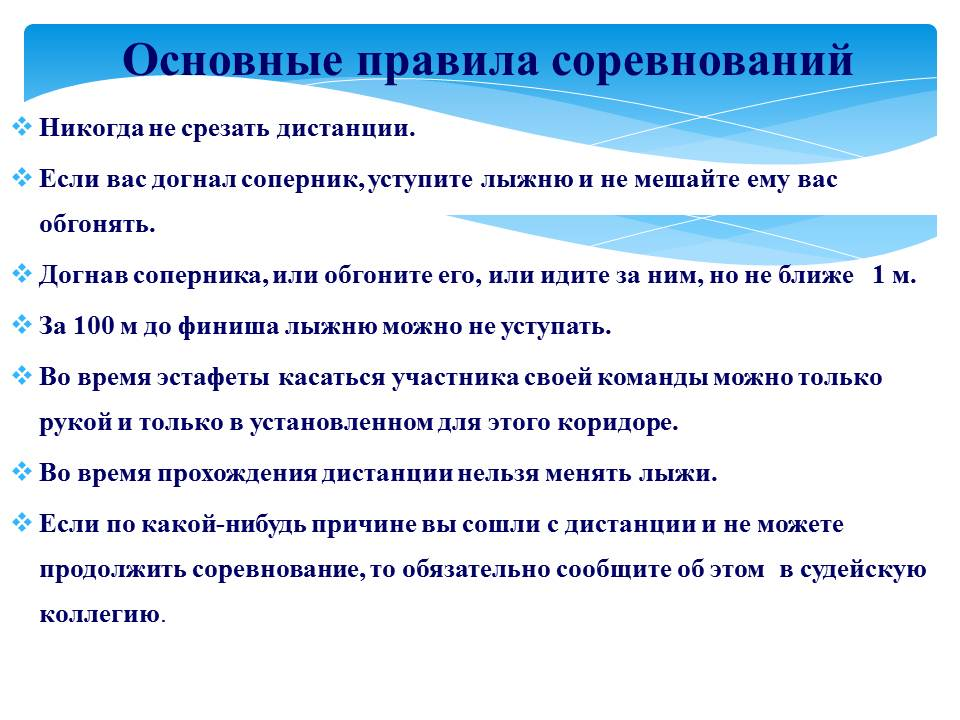 Основные правила соревнований
Никогда не срезать дистанции.
Если вас догнал соперник, уступите лыжню и не мешайте ему вас
обгонять.
Догнав соперника, или обгоните его, или идите за ним, но не ближе 1 м.
За 100 м до финиша лыжню можно не уступать.
Во время эстафеты касаться участника своей команды можно только
рукой и только в установленном для этого коридоре.
Во время прохождения дистанции нельзя менять лыжи.
Если по какой-нибудь причине вы сошли с дистанции и не можете
продолжить соревнование, то обязательно сообщите об этом в судейскую
коллегию.